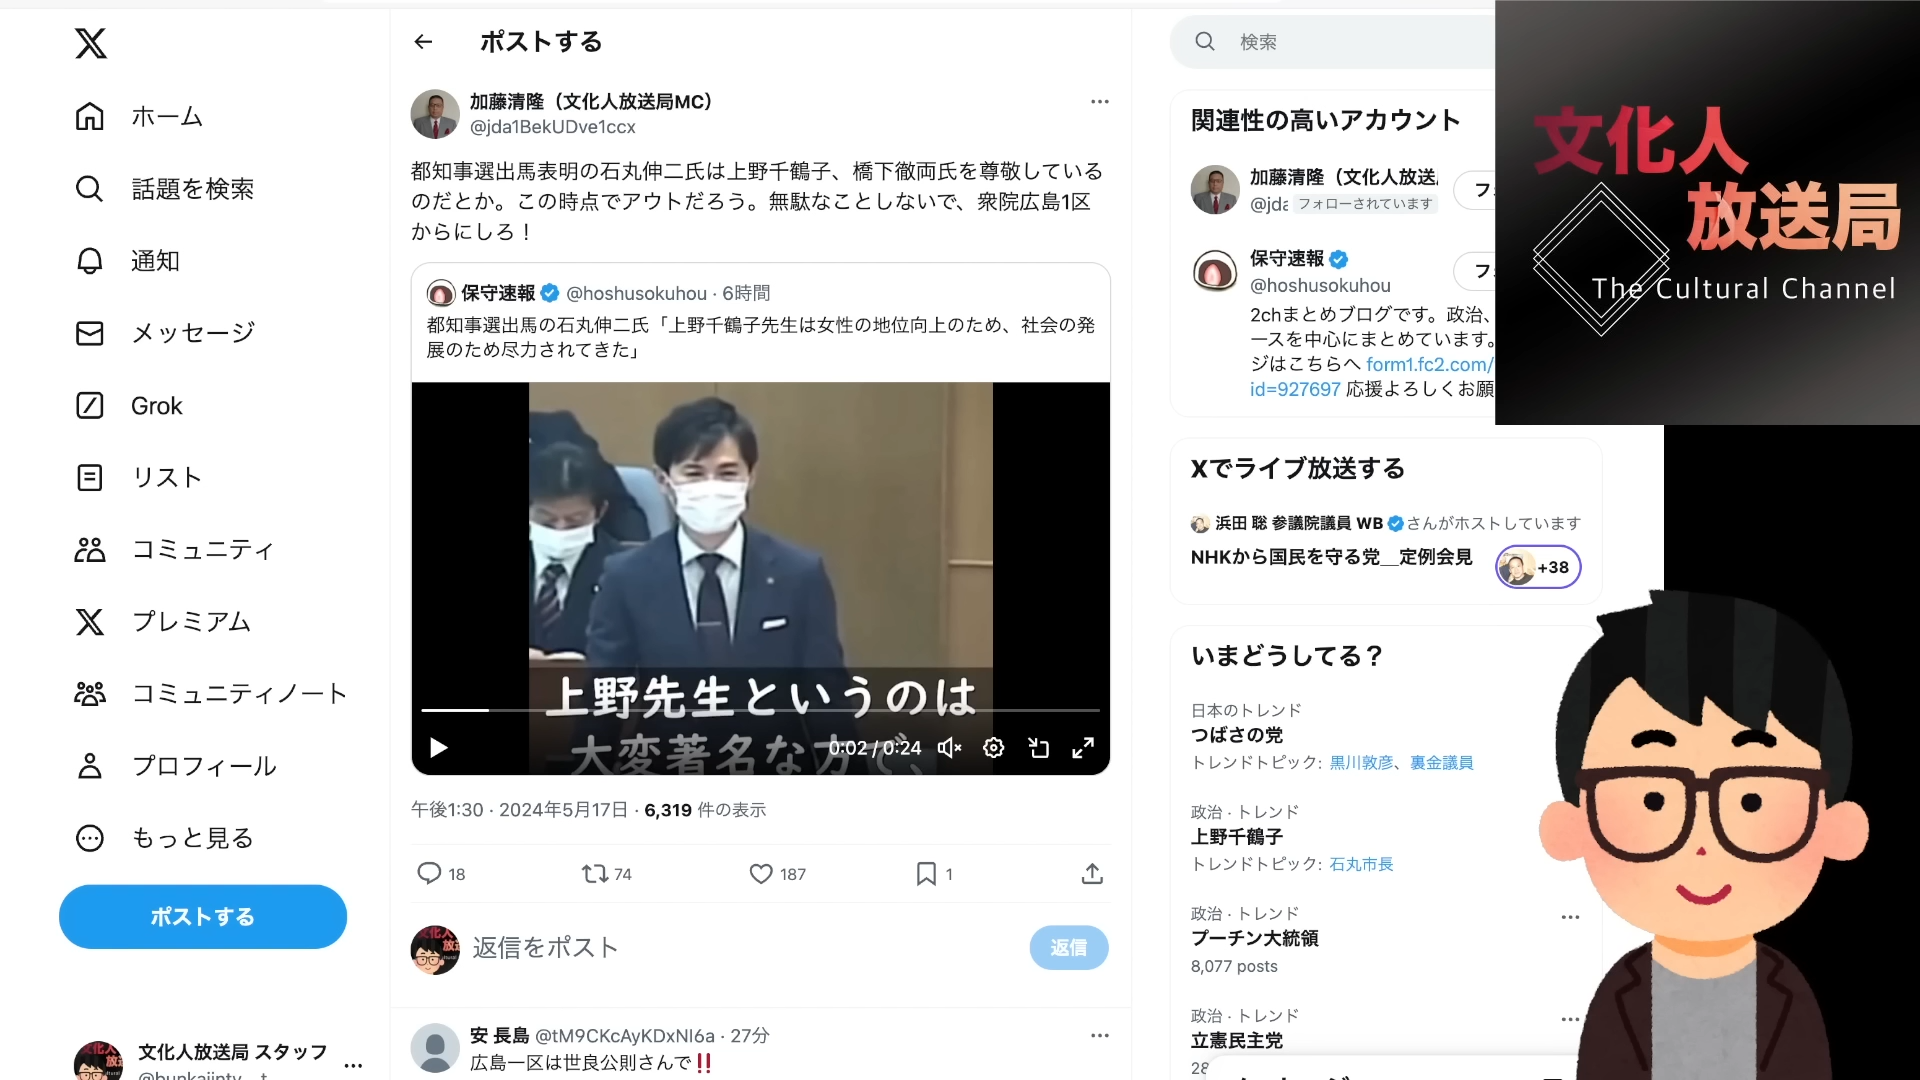 ホーム
話題を検索
通知
メッセージ
Grok
リスト
コミュニティ
プレミアム
コミュニティノート
プロフィール
もっと見る
ポストする
文化人放送局 スタッフ
ポストする
加藤清隆（文化人放送局MC）
@jda1BekUDve1ccx
都知事選出馬表明の石丸伸二氏は上野千鶴子、橋下徹両氏を尊敬している
のだとか。この時点でアウトだろう。無駄なことしないで、衆院広島1区
からにしろ！
保守速報 @hoshusokuhou · 6時間
都知事選出馬の石丸伸二氏「上野千鶴子先生は女性の地位向上のため、社会の発
展のため尽力されてきた」
上野先生というのは
大変著名な方で、
0:02 / 0:24
午後1:30 · 2024年5月17日 · 6,319 件の表示
18 74 187 1
返信をポスト
返信
安 長島 @tM9CKcAyKDxNI6a · 27分
広島一区は世良公則さんで‼️
検索
関連性の高いアカウント
加藤清隆（文化人放送
@jda フォローされています
フォ
保守速報
@hoshusokuhou
フォ
2chまとめブログです。政治、
ースを中心にまとめています。
ジはこちらへ form1.fc2.com/
id=927697 応援よろしくお願
Xでライブ放送する
浜田 聡 参議院議員 WB さんがホストしています
NHKから国民を守る党__定例会見
+38
いまどうしてる？
日本のトレンド
つばさの党
トレンドトピック: 黒川敦彦、裏金議員
政治 · トレンド
上野千鶴子
トレンドトピック: 石丸市長
政治 · トレンド
プーチン大統領
8,077 posts
政治 · トレンド
立憲民主党
文化人
放送局
The Cultural Channel